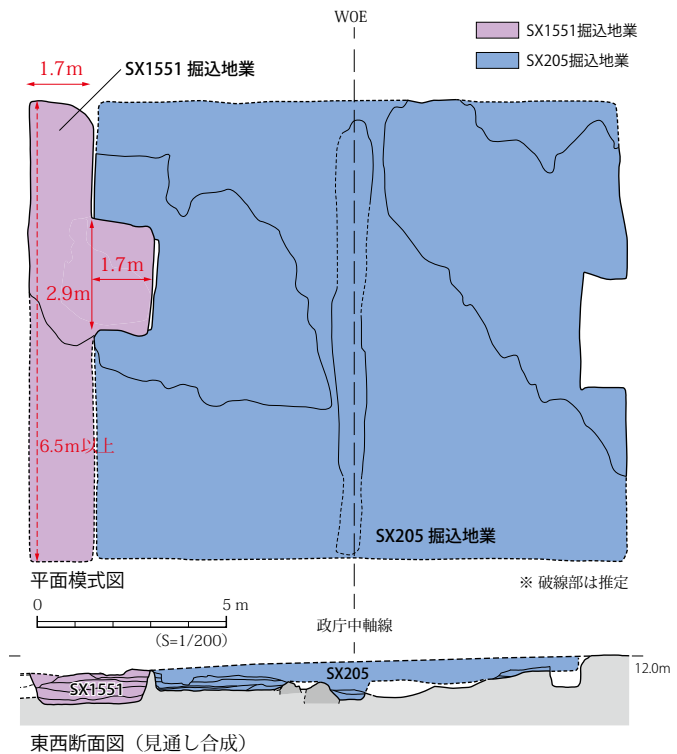 W0E
SX1551掘込地業
SX205掘込地業
1.7m
SX1551 掘込地業
1.7m
2.9m
6.5m以上
SX205 掘込地業
平面模式図
※ 破線部は推定
0 5 m
(S=1/200)
政庁中軸線
12.0m
SX205
SX1551
東西断面図（見通し合成）